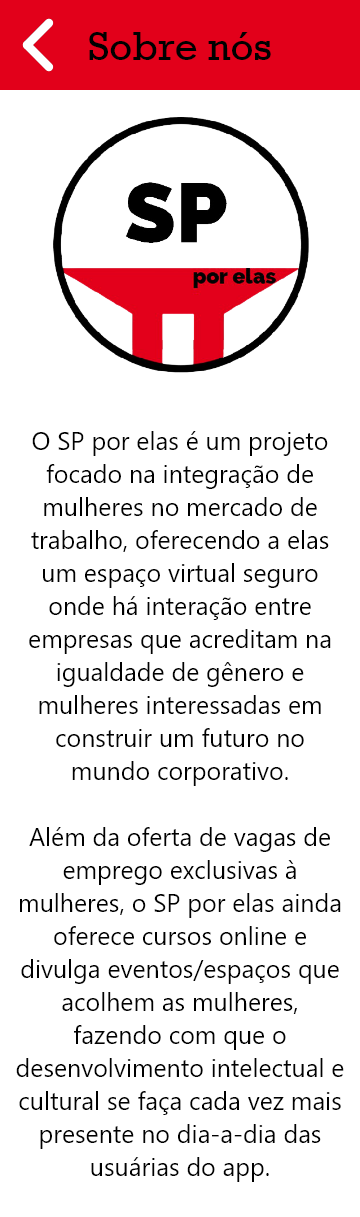 Sobre nós
SP
por elas
O SP por elas é um projeto
focado na integração de
mulheres no mercado de
trabalho, oferecendo a elas
um espaço virtual seguro
onde há interação entre
empresas que acreditam na
igualdade de gênero e
mulheres interessadas em
construir um futuro no
mundo corporativo.
Além da oferta de vagas de
emprego exclusivas à
mulheres, o SP por elas ainda
oferece cursos online e
divulga eventos/espaços que
acolhem as mulheres,
fazendo com que o
desenvolvimento intelectual e
cultural se faça cada vez mais
presente no dia-a-dia das
usuárias do app.